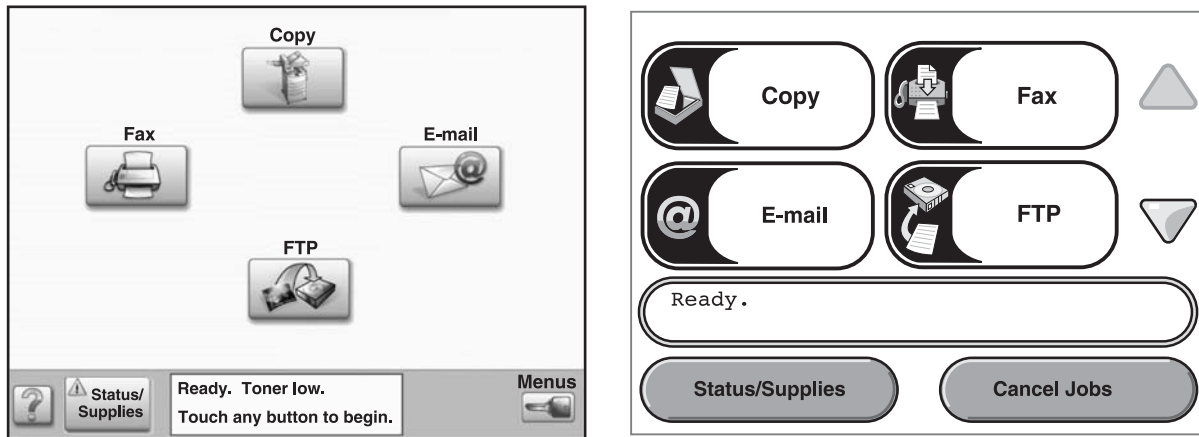 Copy
Fax
E-mail
FTP
?
Status/
Supplies
Ready. Toner low.
Touch any button to begin.
Menus
Copy
Fax
@ E-mail
FTP
Ready.
Status/Supplies
Cancel Jobs